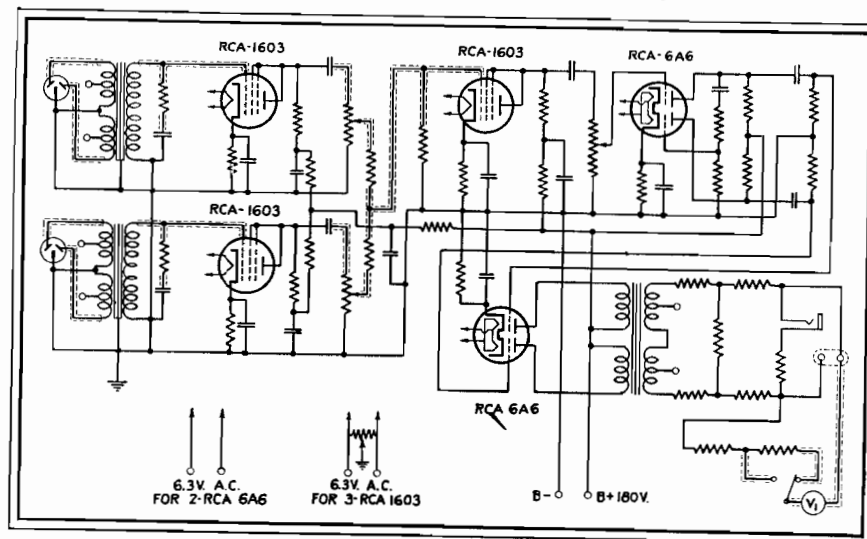 RCA-1603
RCA-1603
RCA-6A6
RCA-1603
RCA 6A6
6.3V. A.C.
FOR 2-RCA 6A6
6.3V. A.C.
FOR 3-RCA 1603
B-
B+180V.
V1